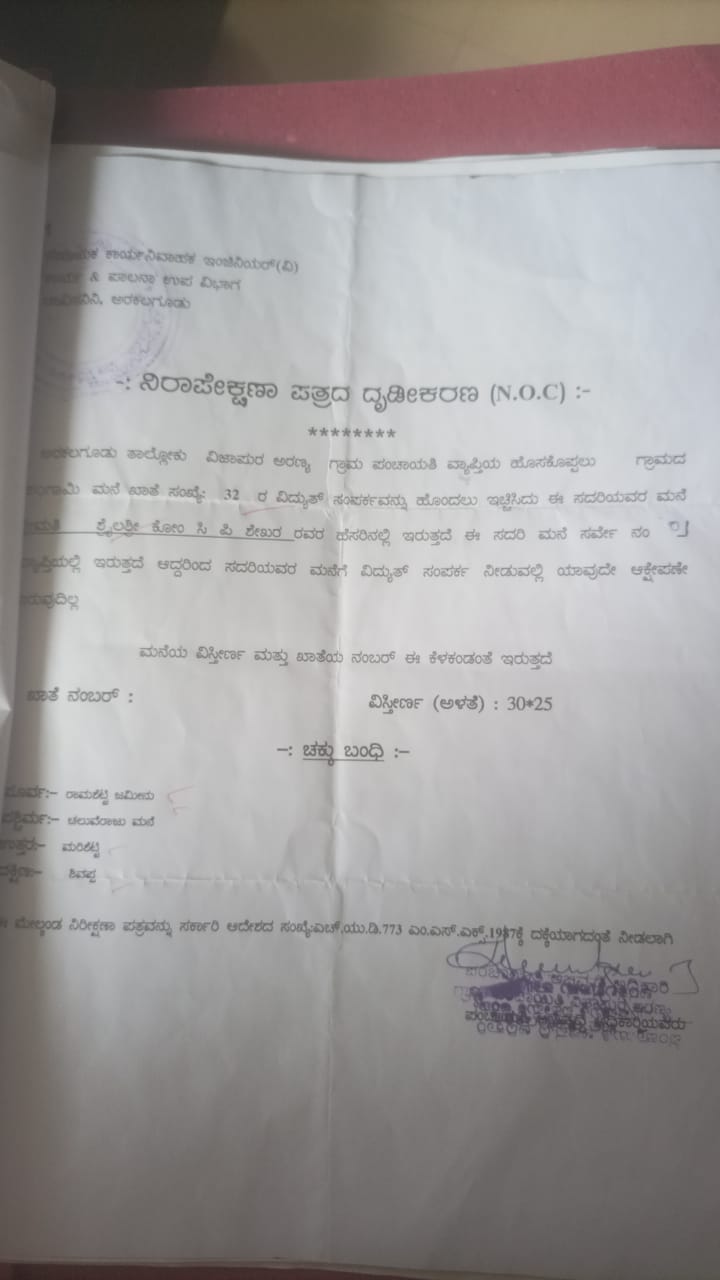 ಕಾರ್ಯನಿರ್ವಾಹಕ ಇಂಜಿನಿಯರ್(ವಿ)
& ಪಾಲನಾ ಉಪ ವಿಭಾಗ
ಅರಕಲಗೂಡು
-: ನಿರಾಪೇಕ್ಷಣಾ ಪತ್ರದ ದೃಡೀಕರಣ (N.O.C) :-
********
ಅರಕಲಗೂಡು ತಾಲ್ಲೋಕು ವಿಜಾಪುರ ಅರಣ್ಯ ಗ್ರಾಮ ಪಂಚಾಯತಿ ವ್ಯಾಪ್ತಿಯ ಹೊಸಕೊಪ್ಪಲು ಗ್ರಾಮದ
ಮನೆ ಖಾತೆ ಸಂಖ್ಯೆ: 32 ರ ವಿದ್ಯುತ್ ಸಂಪರ್ಕವನ್ನು ಹೊಂದಲು ಇಚ್ಚಿಸಿದು ಈ ಸದರಿಯವರ ಮನೆ
ಶೈಲಶ್ರೀ ಕೋಂ ಸಿ ಪಿ ಶೇಖರ ರವರ ಹೆಸರಿನಲ್ಲಿ ಇರುತ್ತದೆ ಈ ಸದರಿ ಮನೆ ಸರ್ವೇ ನಂ
ವ್ಯಾಪ್ತಿಯಲ್ಲಿ ಇರುತ್ತದೆ ಆದ್ದರಿಂದ ಸದರಿಯವರ ಮನೆಗೆ ವಿದ್ಯುತ್ ಸಂಪರ್ಕ ನೀಡುವಲ್ಲಿ ಯಾವುದೇ ಆಕ್ಷೇಪಣೇ
ಇರುವುದಿಲ್ಲ
ಮನೆಯ ವಿಸ್ತೀರ್ಣ ಮತ್ತು ಖಾತೆಯ ನಂಬರ್ ಈ ಕೆಳಕಂಡಂತೆ ಇರುತ್ತದೆ
ಖಾತೆ ನಂಬರ್ : ವಿಸ್ತೀರ್ಣ (ಅಳತೆ) : 30*25
-: ಚಕ್ಕು ಬಂಧಿ :-
ಪೂರ್ವ:- ರಾಮಶೆಟ್ಟಿ ಜಮೀನು
ಪಶ್ಚಿಮ:- ಚಲುವರಾಜು ಮನೆ
ಉತ್ತರ:- ಮರಿಶೆಟ್ಟಿ
ದಕ್ಷಿಣ:- ಶಿವಪ್ಪ
ಈ ಮೇಲ್ಕಂಡ ನಿರೀಕ್ಷಣಾ ಪತ್ರವನ್ನು ಸರ್ಕಾರಿ ಆದೇಶದ ಸಂಖ್ಯೆ:ಎಚ್.ಯು.ಡಿ.773 ಎಂ.ಎಸ್.ಎಕ್ಸ್.1987ಕ್ಕೆ ದಕ್ಕೆಯಾಗದಂತೆ ನೀಡಲಾಗಿ